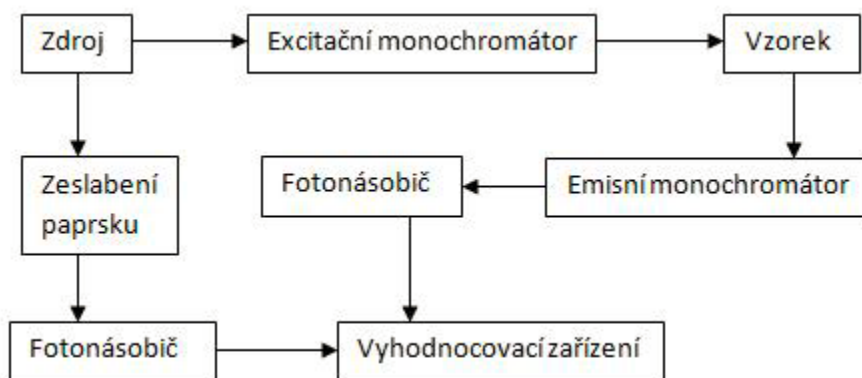 Zdroj
Excitační monochromátor
Vzorek
Zeslabení
paprsku
Fotonásobič
Emisní monochromátor
Fotonásobič
Vyhodnocovací zařízení